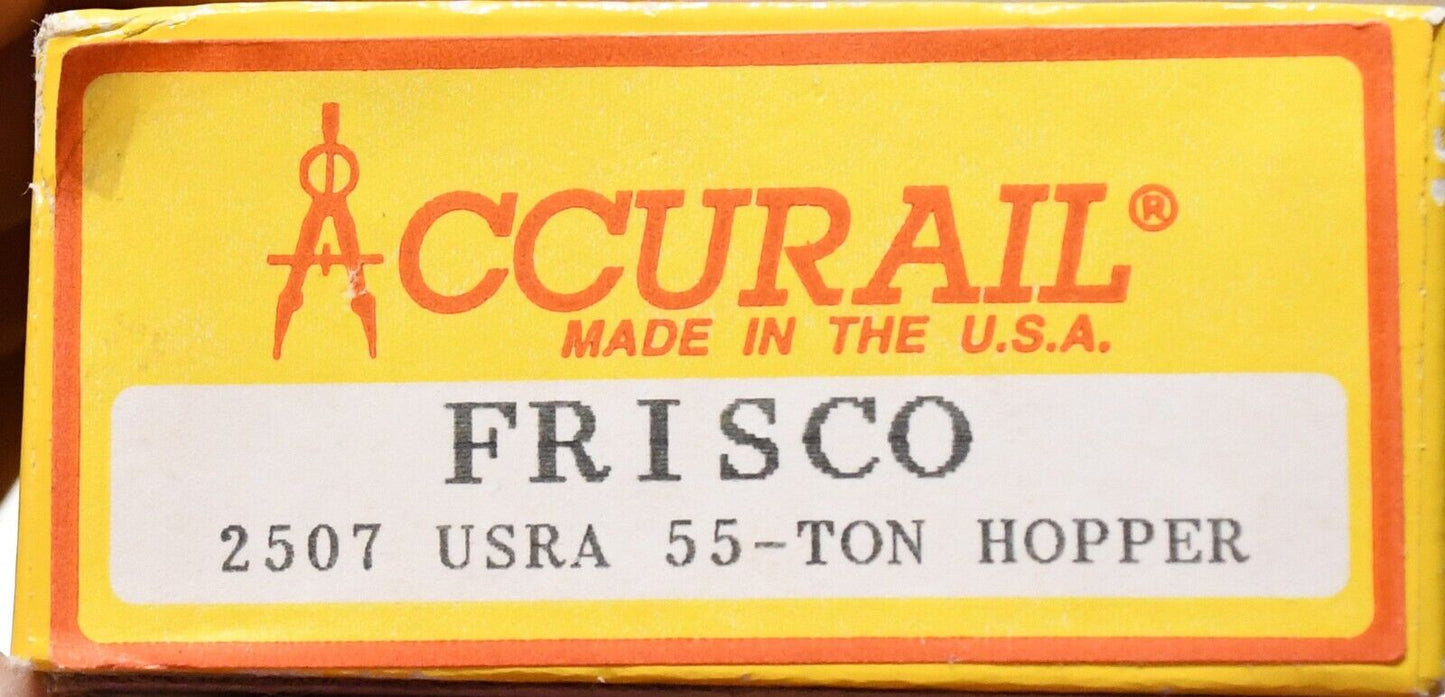 ACCURAIL®
MADE IN THE U.S.A.
FRISCO
2507 USRA 55-TON HOPPER